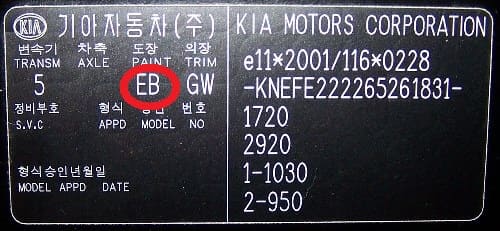 KIA 기아자동차(주)
변속기 차축 도장 외장
TRANSM AXLE PAINT TRIM
5 EB GW
정비부호 형식 승인 번호
S.V.C APPD MODEL NO
형식승인년월일
MODEL APPD DATE
KIA MOTORS CORPORATION
e11*2001/116*0228
-KNEFE222265261831-
1720
2920
1-1030
2-950